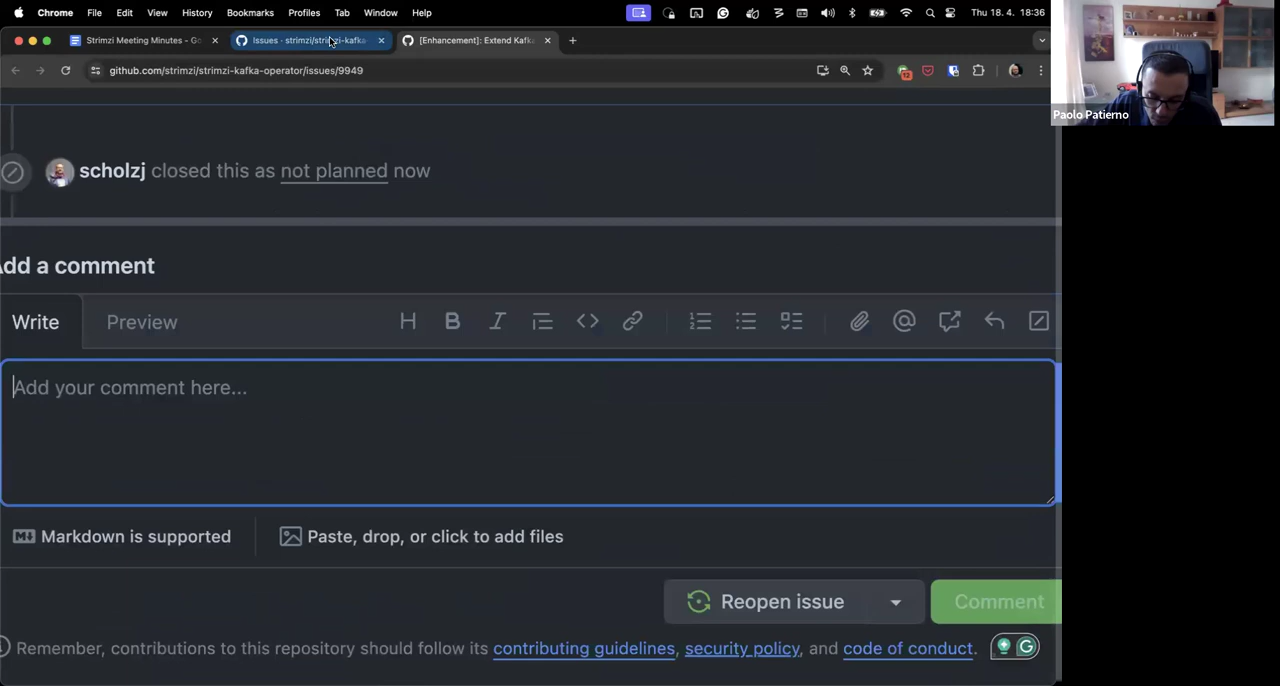 Chrome File Edit View History Bookmarks Profiles Tab Window Help Thu 18. 4. 18:36
Strimzi Meeting Minutes - Go
Issues · strimzi/strimzi-kafka-
[Enhancement]: Extend Kafk
github.com/strimzi/strimzi-kafka-operator/issues/9949
12
Paolo Patierno
scholzj closed this as not planned now
dd a comment
Write Preview
Add your comment here...
Markdown is supported
Paste, drop, or click to add files
Reopen issue
Comment
Remember, contributions to this repository should follow its contributing guidelines, security policy, and code of conduct.